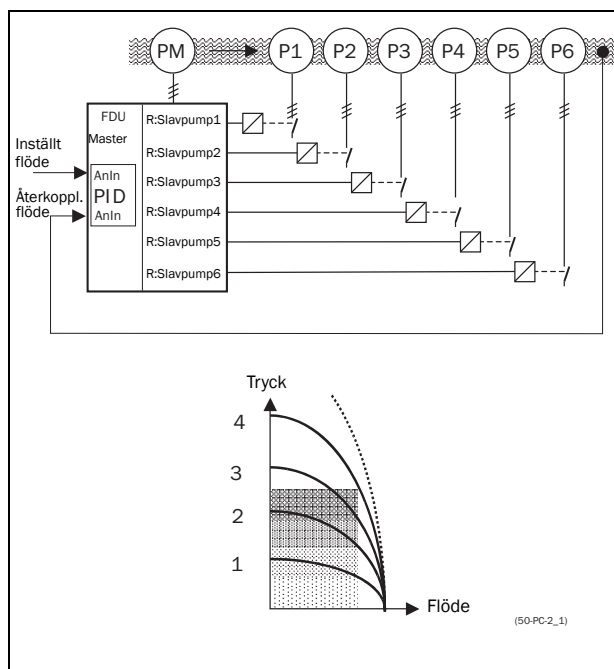 PM P1 P2 P3 P4 P5 P6
FDU
Master
R:Slavpump1
R:Slavpump2
R:Slavpump3
R:Slavpump4
R:Slavpump5
R:Slavpump6
Inställt
flöde
Återkoppl.
flöde
AnIn
PID
AnIn
Tryck
4
3
2
1
Flöde
(50-PC-2_1)